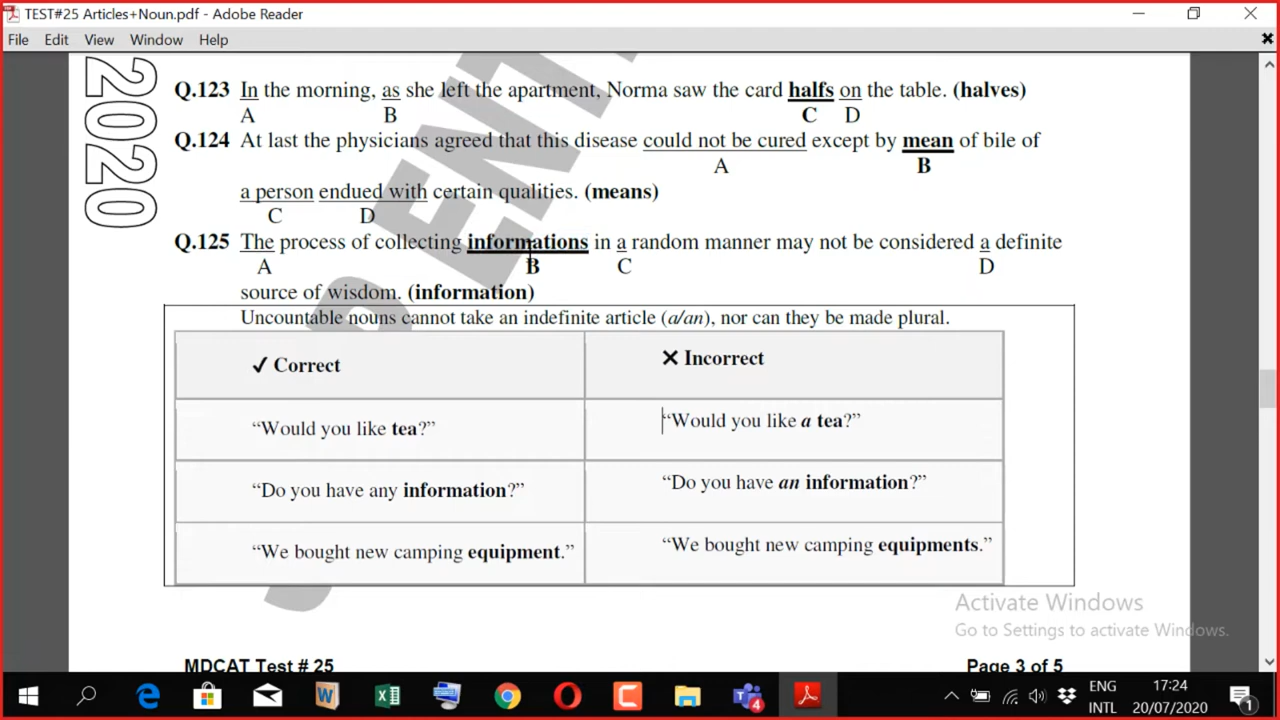 TEST#25 Articles+Noun.pdf - Adobe Reader
File Edit View Window Help
2020
Q.123 In the morning, as she left the apartment, Norma saw the card halfs on the table. (halves)
A B C D
Q.124 At last the physicians agreed that this disease could not be cured except by mean of bile of
A B
a person endued with certain qualities. (means)
C D
Q.125 The process of collecting informations in a random manner may not be considered a definite
A B C D
source of wisdom. (information)
Uncountable nouns cannot take an indefinite article (a/an), nor can they be made plural.
✓ Correct ✕ Incorrect
“Would you like tea?” “Would you like a tea?”
“Do you have any information?” “Do you have an information?”
“We bought new camping equipment.” “We bought new camping equipments.”
Activate Windows
Go to Settings to activate Windows.
MDCAT Test # 25 Page 3 of 5
4
ENG 17:24
INTL 20/07/2020
1